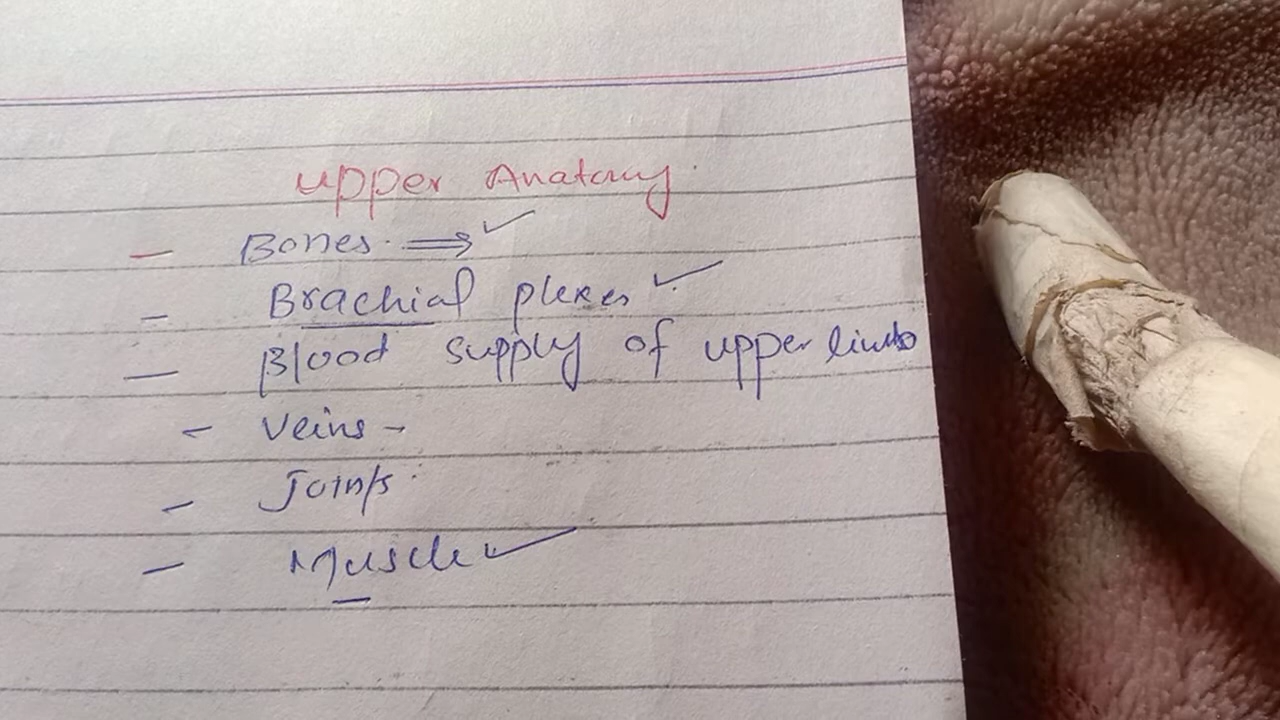 upper Anatomy
- Bones. ⇒ ✓
- Brachial plexes ✓
- Blood supply of upper limb
- veins -
- Joints
- Muscle ✓